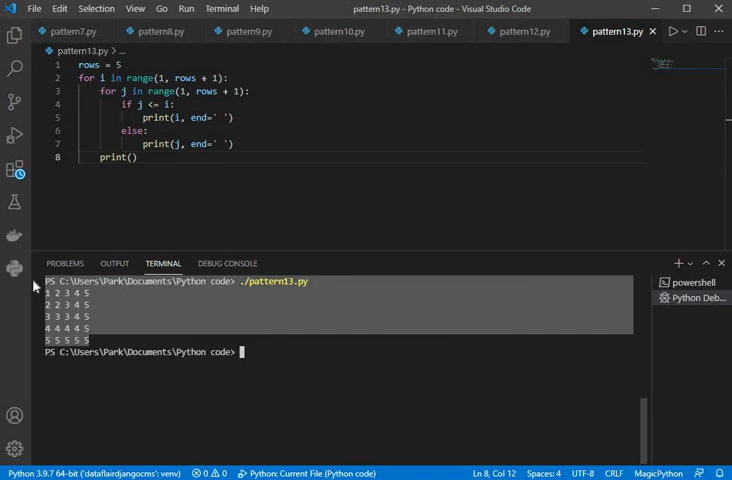 File Edit Selection View Go Run Terminal Help pattern13.py - Python code - Visual Studio Code
pattem7.py pattern8.py pattern9.py pattern10.py pattern11.py pattern12.py pattern13.py
pattern13.py > ...
1 rows = 5
2 for i in range(1, rows + 1):
3 for j in range(1, rows + 1):
4 if j <= i:
5 print(i, end=' ')
6 else:
7 print(j, end=' ')
8 print()
PROBLEMS OUTPUT TERMINAL DEBUG CONSOLE
PS C:\Users\Park\Documents\Python code> ./pattern13.py
1 2 3 4 5
2 2 3 4 5
3 3 3 4 5
4 4 4 4 5
5 5 5 5 5
PS C:\Users\Park\Documents\Python code>
powershell
Python Deb...
Python 3.9.7 64-bit ('dataflairdjangocms': venv) 0 0 Python: Current File (Python code) Ln 8, Col 12 Spaces: 4 UTF-8 CRLF MagicPython